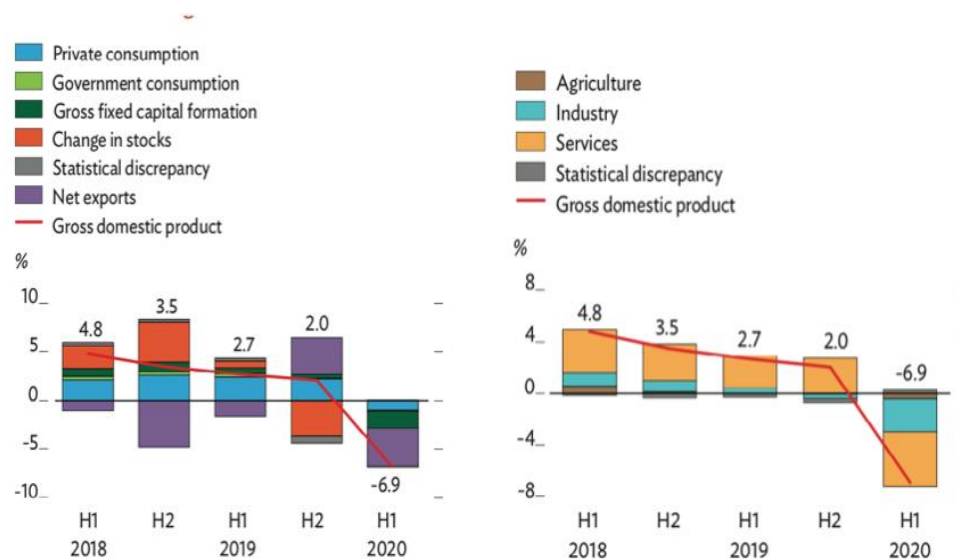 Private consumption
Government consumption
Gross fixed capital formation
Change in stocks
Statistical discrepancy
Net exports
Gross domestic product
%
10
5
0
-5
-10
4.8
3.5
2.7
2.0
-6.9
H1 H2 H1 H2 H1
2018 2019 2020
Agriculture
Industry
Services
Statistical discrepancy
Gross domestic product
%
8
4
0
-4
-8
4.8
3.5
2.7
2.0
-6.9
H1 H2 H1 H2 H1
2018 2019 2020